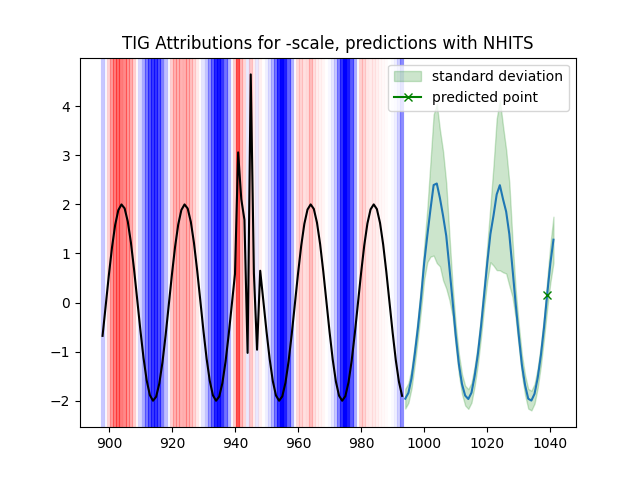 TIG Attributions for -scale, predictions with NHITS
standard deviation
predicted point
4
3
2
1
0
−1
−2
900 920 940 960 980 1000 1020 1040